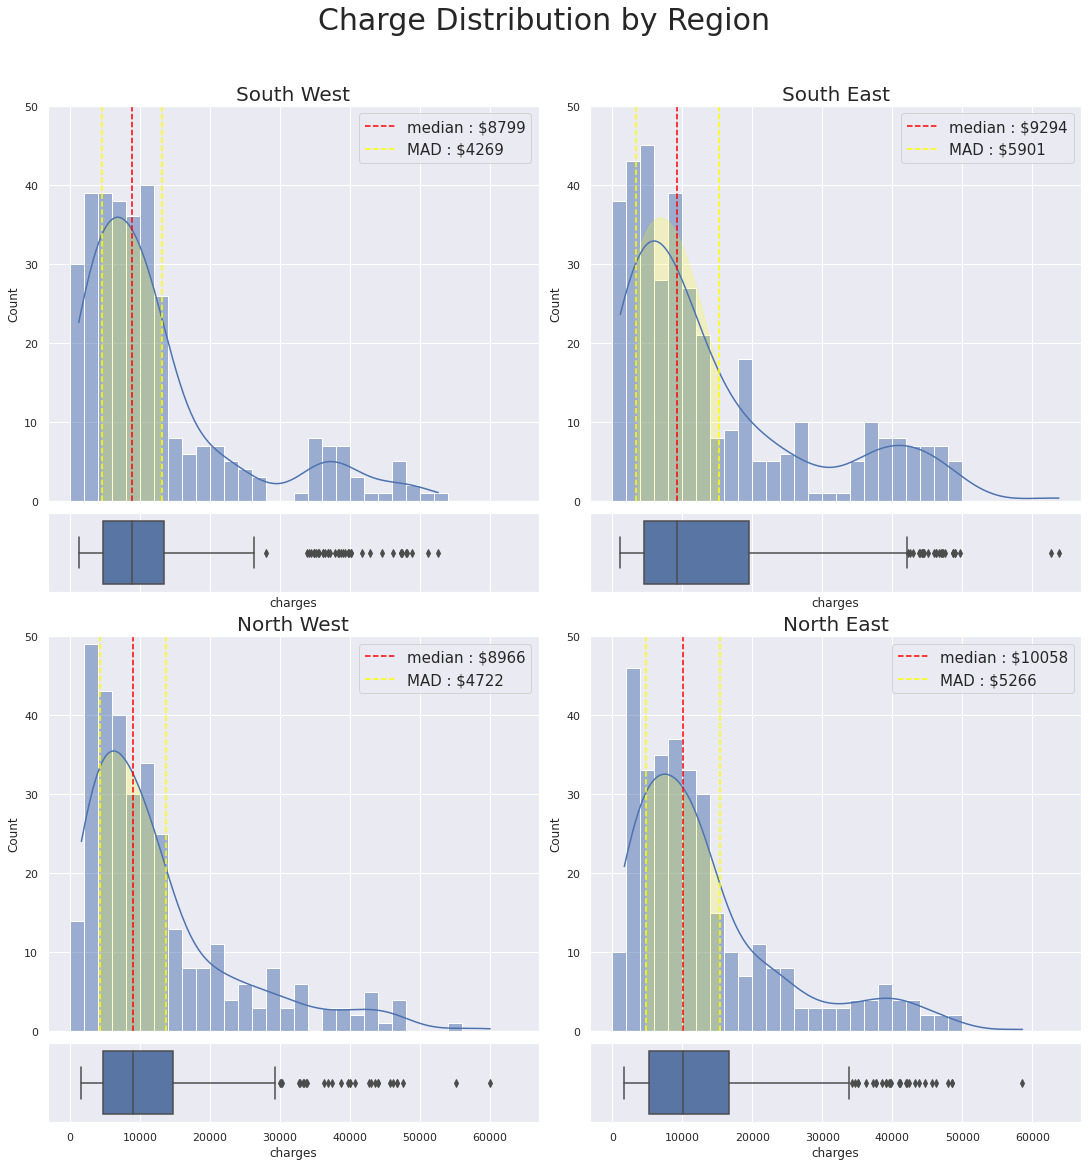 Charge Distribution by Region
South West
50
40
30
20
10
0
Count
median : $8799
MAD : $4269
charges
South East
50
40
30
20
10
0
Count
median : $9294
MAD : $5901
charges
North West
50
40
30
20
10
0
Count
median : $8966
MAD : $4722
0 10000 20000 30000 40000 50000 60000
charges
North East
50
40
30
20
10
0
Count
median : $10058
MAD : $5266
0 10000 20000 30000 40000 50000 60000
charges